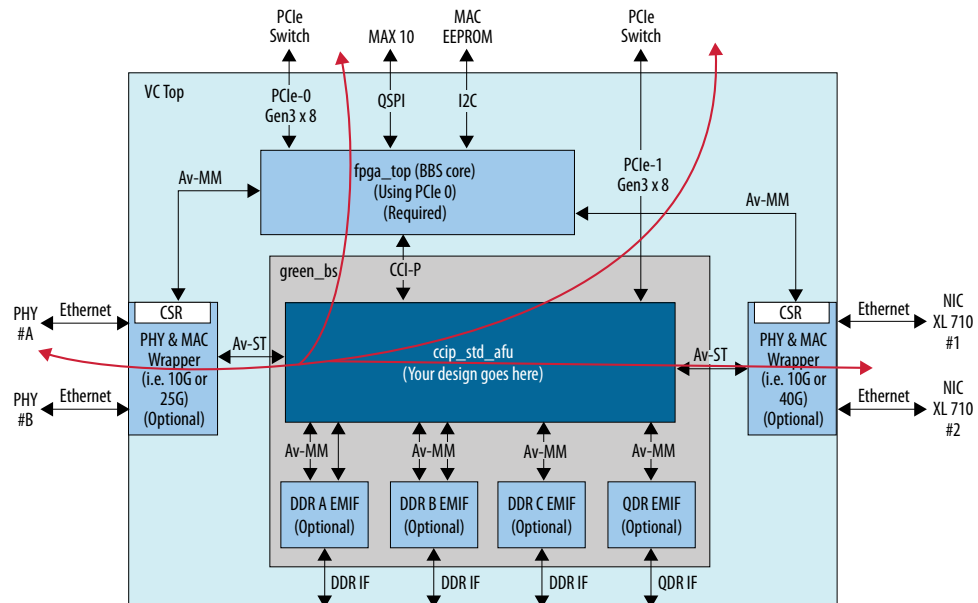 PCIe
Switch
MAX 10
MAC
EEPROM
PCIe
Switch
VC Top
PCIe-0
Gen3 x 8
QSPI
I2C
fpga_top (BBS core)
(Using PCIe 0)
(Required)
PCIe-1
Gen3 x 8
Av-MM
Av-MM
CCI-P
green_bs
PHY
#A
Ethernet
CSR
PHY & MAC
Wrapper
(i.e. 10G or
25G)
(Optional)
PHY
#B
Ethernet
Av-ST
ccip_std_afu
(Your design goes here)
Av-ST
CSR
PHY & MAC
Wrapper
(i.e. 10G or
40G)
(Optional)
Ethernet
NIC
XL 710
#1
Ethernet
NIC
XL 710
#2
Av-MM
Av-MM
Av-MM
Av-MM
DDR A EMIF
(Optional)
DDR B EMIF
(Optional)
DDR C EMIF
(Optional)
QDR EMIF
(Optional)
DDR IF
DDR IF
DDR IF
QDR IF